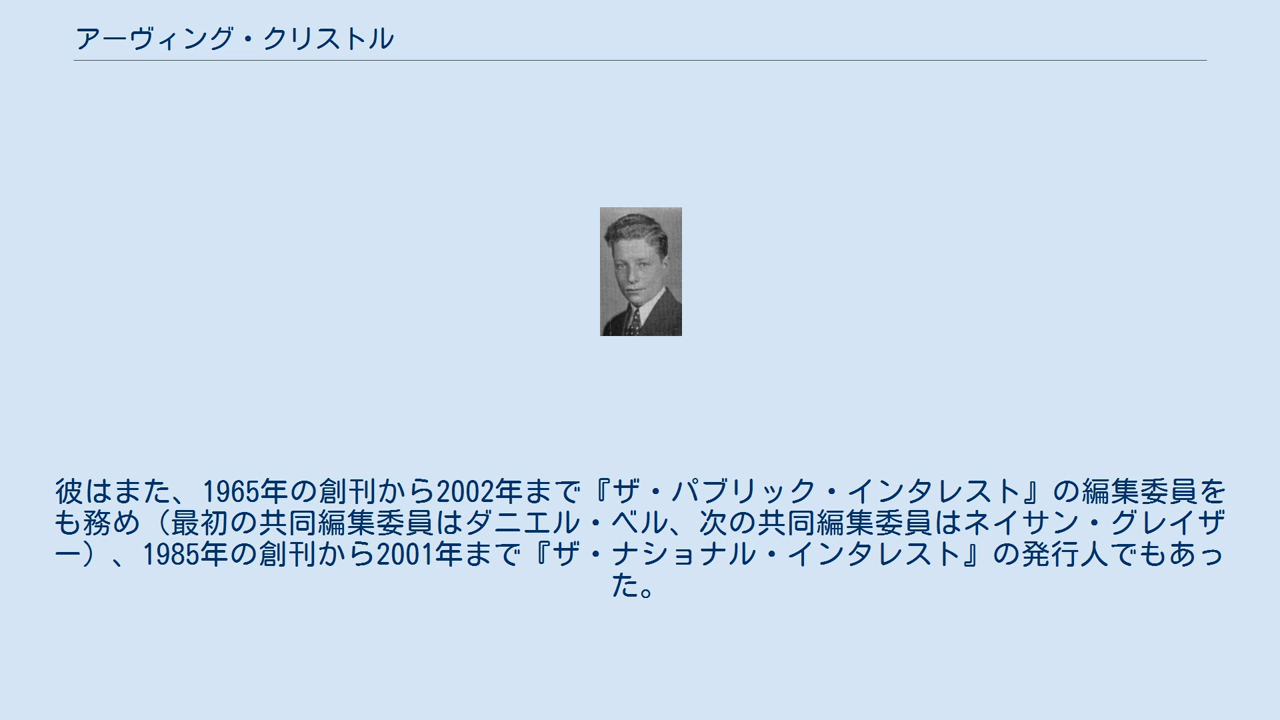 アーヴィング・クリストル
彼はまた、1965年の創刊から2002年まで『ザ・パブリック・インタレスト』の編集委員を
も務め（最初の共同編集委員はダニエル・ベル、次の共同編集委員はネイサン・グレイザ
ー）、1985年の創刊から2001年まで『ザ・ナショナル・インタレスト』の発行人でもあっ
た。